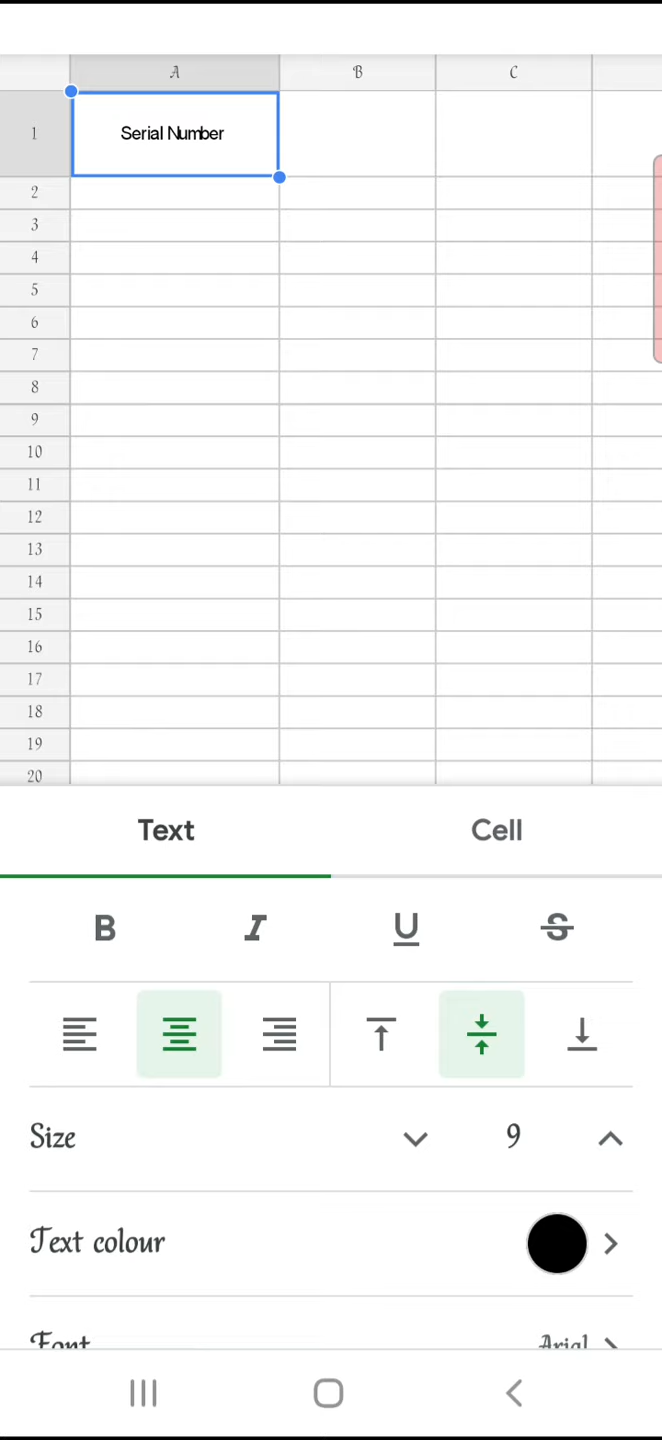 A B C
1 Serial Number
2
3
4
5
6
7
8
9
10
11
12
13
14
15
16
17
18
19
20
Text Cell
B I U S
Size 9
Text colour
Font Arial